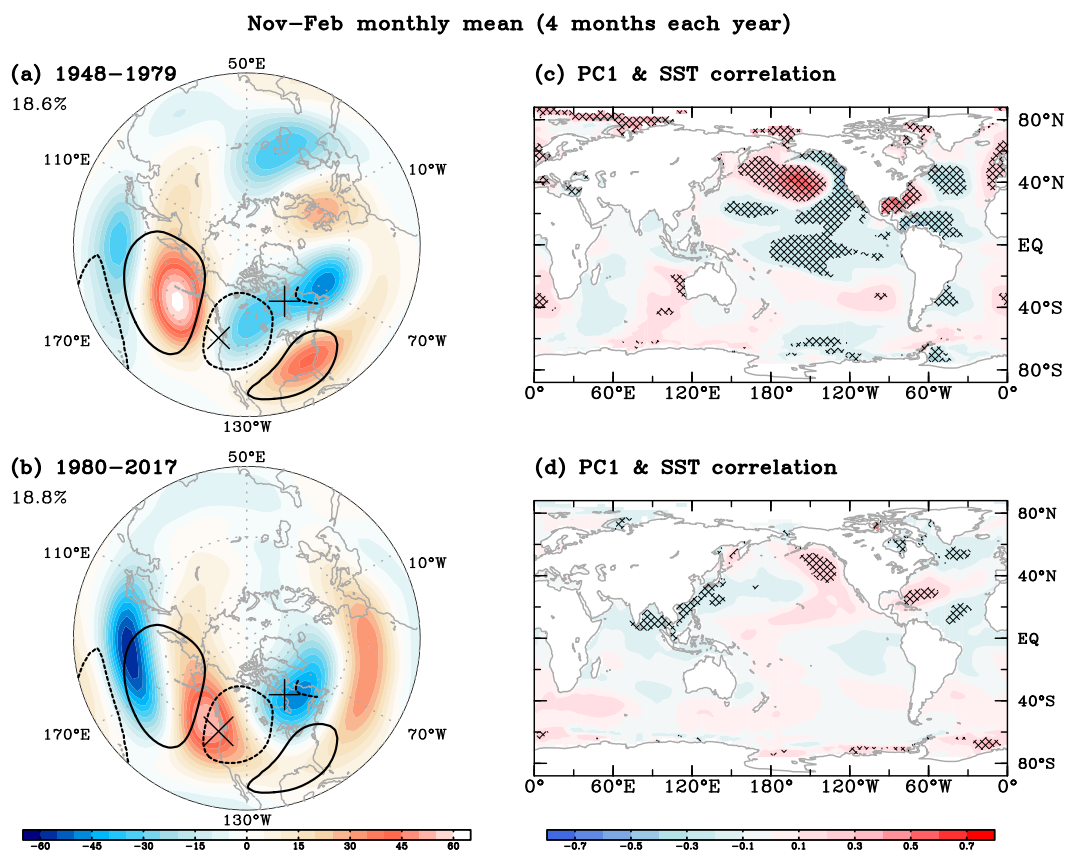 Nov−Feb monthly mean (4 months each year)
(a) 1948−1979
18.6%
50°E
110°E
10°W
170°E
70°W
130°W
(c) PC1 & SST correlation
80°N
40°N
EQ
40°S
80°S
0° 60°E 120°E 180° 120°W 60°W 0°
(b) 1980−2017
18.8%
50°E
110°E
10°W
170°E
70°W
130°W
(d) PC1 & SST correlation
80°N
40°N
EQ
40°S
80°S
0° 60°E 120°E 180° 120°W 60°W 0°
−60 −45 −30 −15 0 15 30 45 60
−0.7 −0.5 −0.3 −0.1 0.1 0.3 0.5 0.7